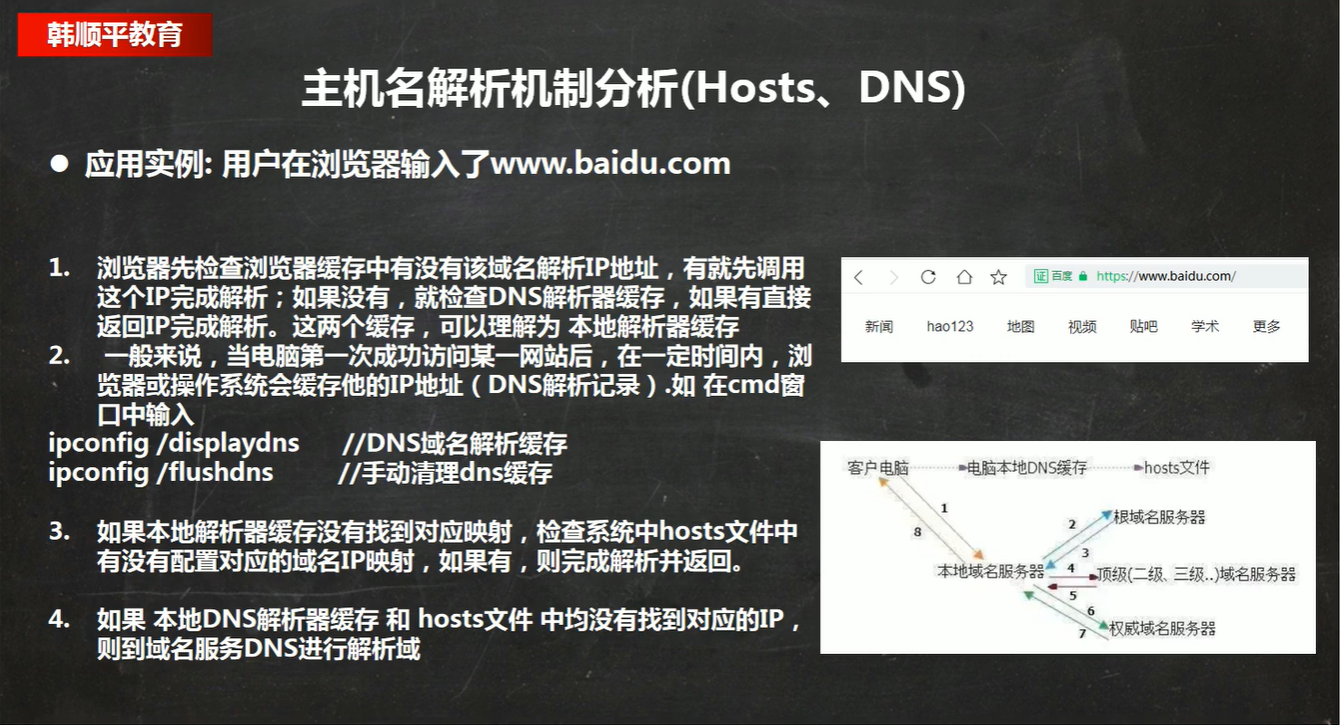 韩顺平教育
主机名解析机制分析(Hosts、DNS)
● 应用实例: 用户在浏览器输入了www.baidu.com
1. 浏览器先检查浏览器缓存中有没有该域名解析IP地址，有就先调用
这个IP完成解析；如果没有，就检查DNS解析器缓存，如果有直接
返回IP完成解析。这两个缓存，可以理解为 本地解析器缓存
2. 一般来说，当电脑第一次成功访问某一网站后，在一定时间内，浏
览器或操作系统会缓存他的IP地址（DNS解析记录）.如 在cmd窗
口中输入
ipconfig /displaydns //DNS域名解析缓存
ipconfig /flushdns //手动清理dns缓存
3. 如果本地解析器缓存没有找到对应映射，检查系统中hosts文件中
有没有配置对应的域名IP映射，如果有，则完成解析并返回。
4. 如果 本地DNS解析器缓存 和 hosts文件 中均没有找到对应的IP，
则到域名服务DNS进行解析域
证 百度 https://www.baidu.com/
新闻 hao123 地图 视频 贴吧 学术 更多
客户电脑 电脑本地DNS缓存 hosts文件
1
8
2
根域名服务器
3
本地域名服务器
4
顶级(二级、三级..)域名服务器
5
6
权威域名服务器
7